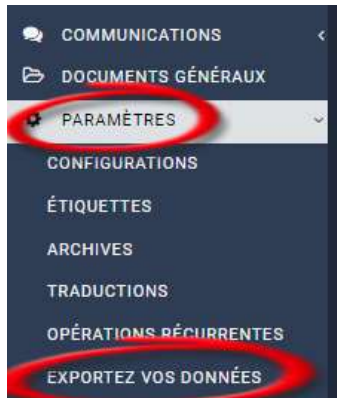 COMMUNICATIONS
DOCUMENTS GÉNÉRAUX
PARAMÈTRES
CONFIGURATIONS
ÉTIQUETTES
ARCHIVES
TRADUCTIONS
OPÉRATIONS RÉCURRENTES
EXPORTEZ VOS DONNÉES